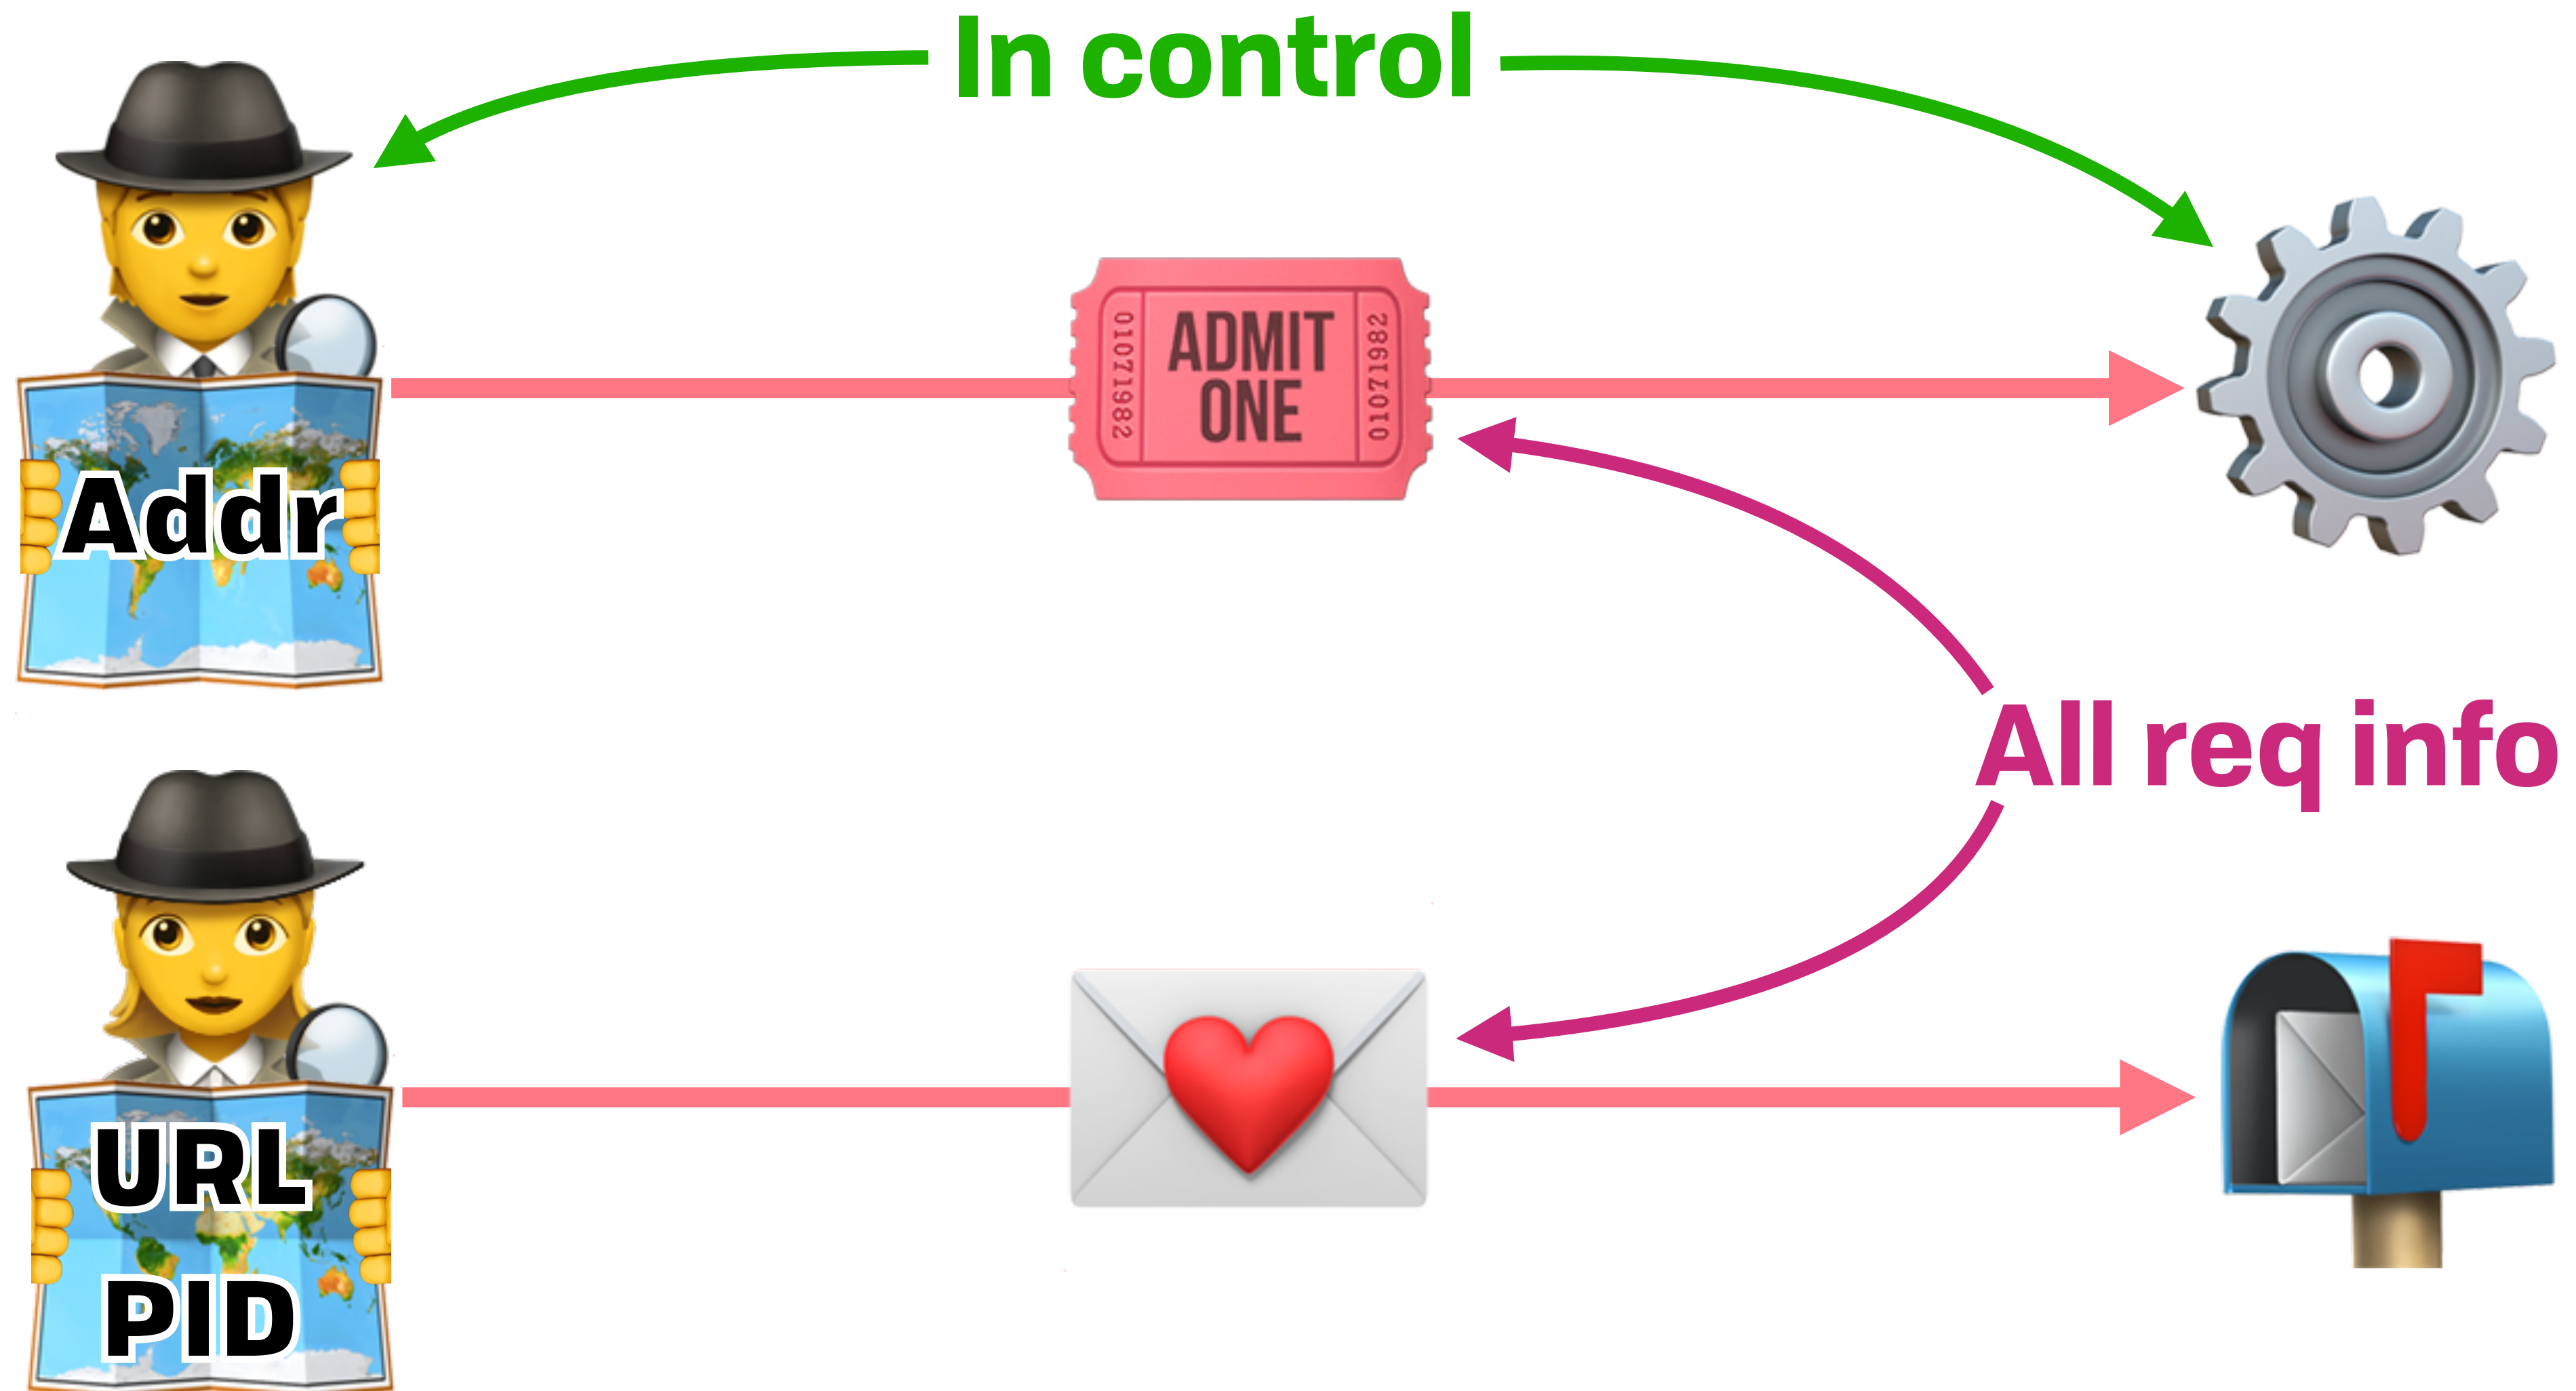 In control
01071982
ADMIT
ONE
01071982
Addr
All req info
URL
PID